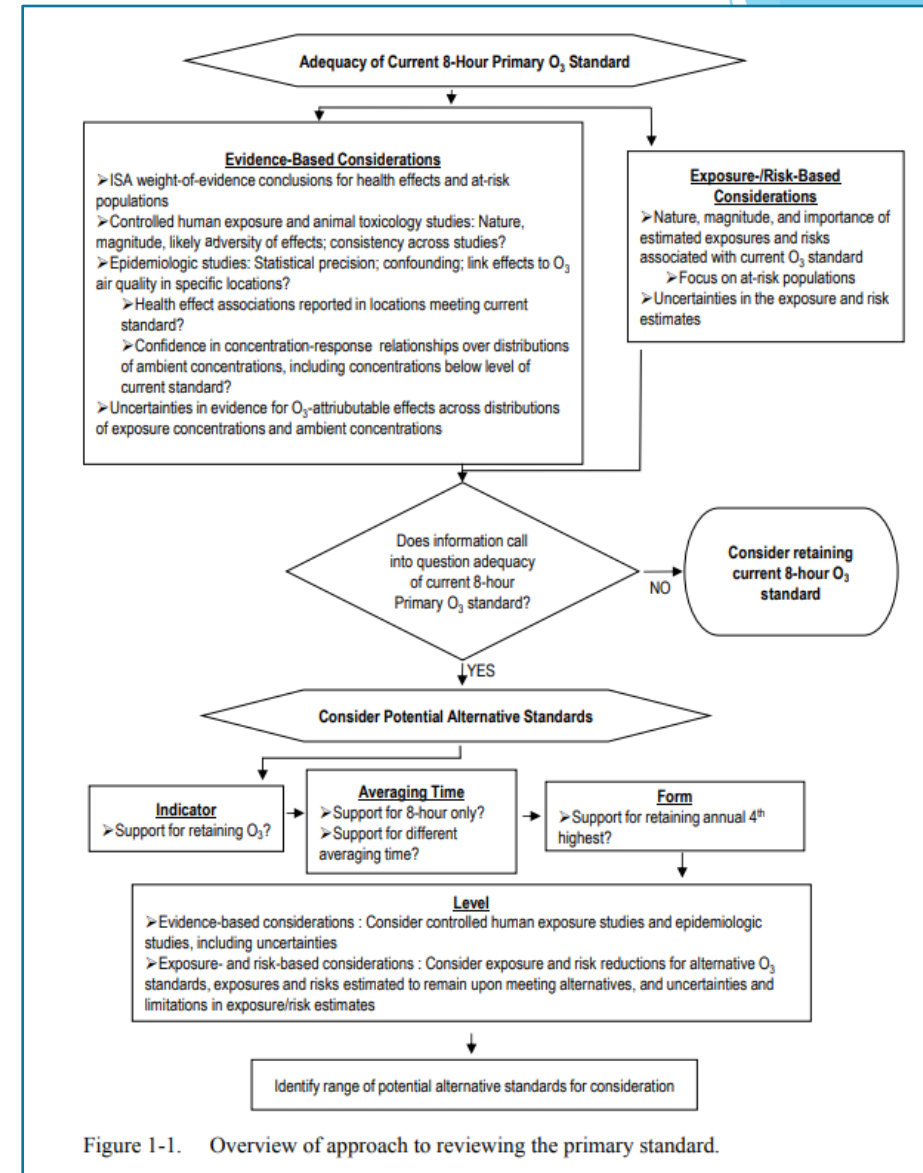 Adequacy of Current 8-Hour Primary O₃ Standard
Evidence-Based Considerations
➢ISA weight-of-evidence conclusions for health effects and at-risk
populations
➢Controlled human exposure and animal toxicology studies: Nature,
magnitude, likely adversity of effects; consistency across studies?
➢Epidemiologic studies: Statistical precision; confounding; link effects to O₃
air quality in specific locations?
➢Health effect associations reported in locations meeting current
standard?
➢Confidence in concentration-response relationships over distributions
of ambient concentrations, including concentrations below level of
current standard?
➢Uncertainties in evidence for O₃-attriubutable effects across distributions
of exposure concentrations and ambient concentrations
Exposure-/Risk-Based
Considerations
➢Nature, magnitude, and importance of
estimated exposures and risks
associated with current O₃ standard
➢Focus on at-risk populations
➢Uncertainties in the exposure and risk
estimates
Does information call
into question adequacy
of current 8-hour
Primary O₃ standard?
NO
Consider retaining
current 8-hour O₃
standard
YES
Consider Potential Alternative Standards
Indicator
➢Support for retaining O₃?
Averaging Time
➢Support for 8-hour only?
➢Support for different
averaging time?
Form
➢Support for retaining annual 4th
highest?
Level
➢Evidence-based considerations : Consider controlled human exposure studies and epidemiologic
studies, including uncertainties
➢Exposure- and risk-based considerations : Consider exposure and risk reductions for alternative O₃
standards, exposures and risks estimated to remain upon meeting alternatives, and uncertainties and
limitations in exposure/risk estimates
Identify range of potential alternative standards for consideration
Figure 1-1. Overview of approach to reviewing the primary standard.